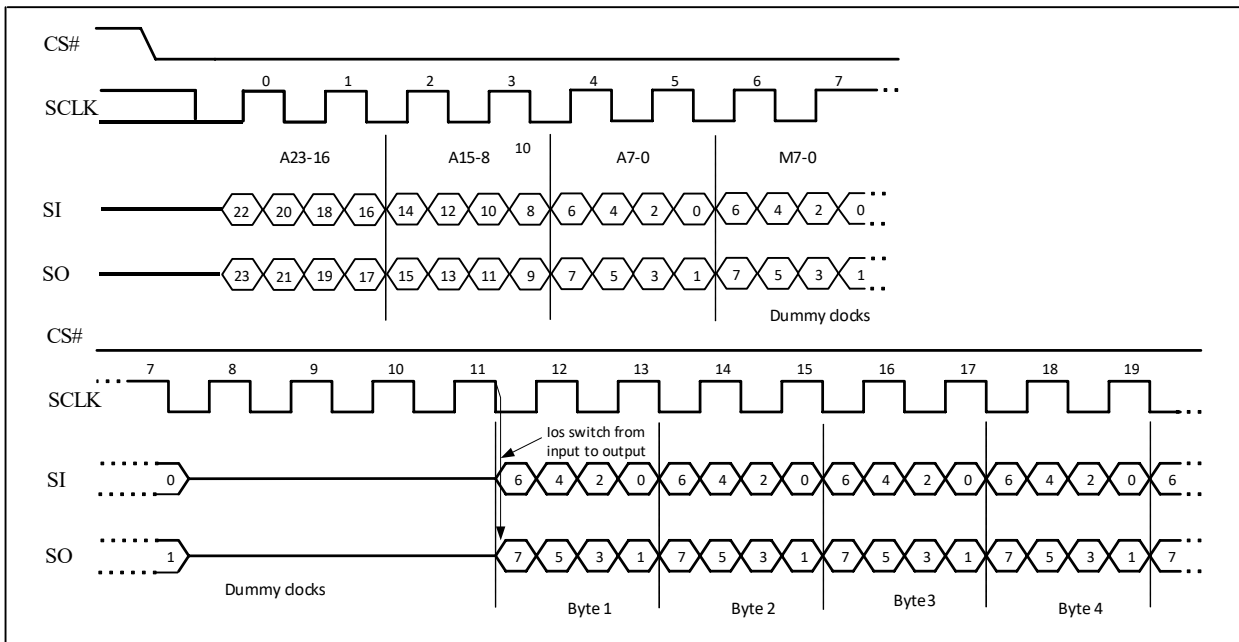 CS#
0 1 2 3 4 5 6 7
SCLK
A23-16 A15-8 10 A7-0 M7-0
SI 22 20 18 16 14 12 10 8 6 4 2 0 6 4 2 0
SO 23 21 19 17 15 13 11 9 7 5 3 1 7 5 3 1
Dummy clocks
CS#
7 8 9 10 11 12 13 14 15 16 17 18 19
SCLK
Ios switch from
input to output
SI 0 6 4 2 0 6 4 2 0 6 4 2 0 6 4 2 0 6
SO 1 7 5 3 1 7 5 3 1 7 5 3 1 7 5 3 1 7
Dummy clocks
Byte 1 Byte 2 Byte3 Byte 4